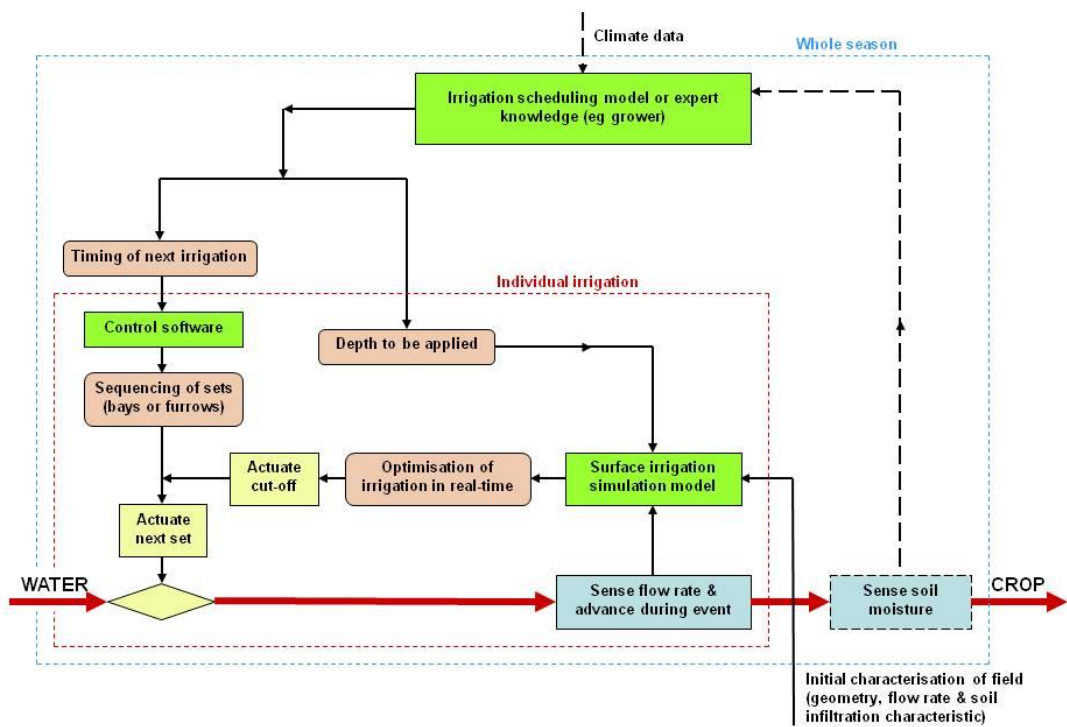 Climate data
Whole season
Irrigation scheduling model or expert
knowledge (eg grower)
Timing of next irrigation
Individual irrigation
Control software
Depth to be applied
Sequencing of sets
(bays or furrows)
Actuate
cut-off
Optimisation of
irrigation in real-time
Surface irrigation
simulation model
Actuate
next set
WATER
Sense flow rate &
advance during event
Sense soil
moisture
CROP
Initial characterisation of field
(geometry, flow rate & soil
infiltration characteristic)